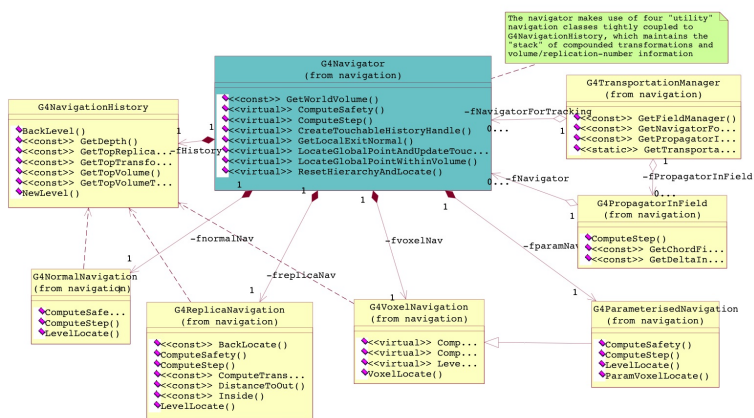 The navigator makes use of four "utility"
navigation classes tightly coupled to
G4NavigationHistory, which maintains the
"stack" of compounded transformations and
volume/replication-number information
G4Navigator
(from navigation)
<<const>> GetWorldVolume()
<<virtual>> ComputeSafety()
<<virtual>> ComputeStep()
<<virtual>> CreateTouchableHistoryHandle()
<<virtual>> GetLocalExitNormal()
<<virtual>> LocateGlobalPointAndUpdateTouc...
<<virtual>> LocateGlobalPointWithinVolume()
<<virtual>> ResetHierarchyAndLocate()
G4NavigationHistory
BackLevel()
<<const>> GetDepth()
<<const>> GetTopReplica...
<<const>> GetTopTransfo...
<<const>> GetTopVolume()
<<const>> GetTopVolumeT...
NewLevel()
1
1
-fHistory
-fNavigatorForTracking
0...
1
G4TransportationManager
(from navigation)
<<const>> GetFieldManager()
<<const>> GetNavigatorFo...
<<const>> GetPropagatorI...
<<static>> GetTransporta...
1
-fPropagatorInField
0...
-fNavigator
0...
1
G4PropagatorInField
(from navigation)
ComputeStep()
<<const>> GetChordFi...
<<const>> GetDeltaIn...
1
1
1
1
-fnormalNav
-freplicaNav
-fvoxelNav
-fparamNav
1
1
1
1
G4NormalNavigation
(from navigation)
ComputeSafe...
ComputeStep()
LevelLocate()
G4ReplicaNavigation
(from navigation)
<<const>> BackLocate()
ComputeSafety()
ComputeStep()
<<const>> ComputeTrans...
<<const>> DistanceToOut()
<<const>> Inside()
LevelLocate()
G4VoxelNavigation
(from navigation)
<<virtual>> Comp...
<<virtual>> Comp...
<<virtual>> Leve...
VoxelLocate()
G4ParameterisedNavigation
(from navigation)
ComputeSafety()
ComputeStep()
LevelLocate()
ParamVoxelLocate()